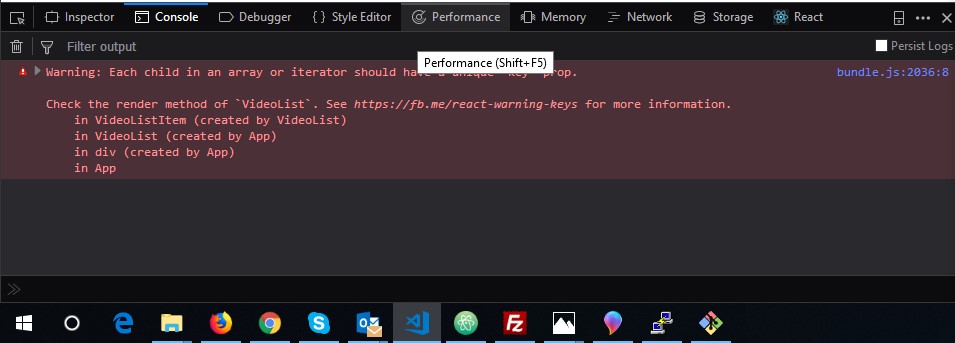 Inspector Console Debugger Style Editor Performance Memory Network Storage React
Filter output Persist Logs
Performance (Shift+F5)
Warning: Each child in an array or iterator should have a unique "key" prop. bundle.js:2036:8
Check the render method of `VideoList`. See https://fb.me/react-warning-keys for more information.
in VideoListItem (created by VideoList)
in VideoList (created by App)
in div (created by App)
in App